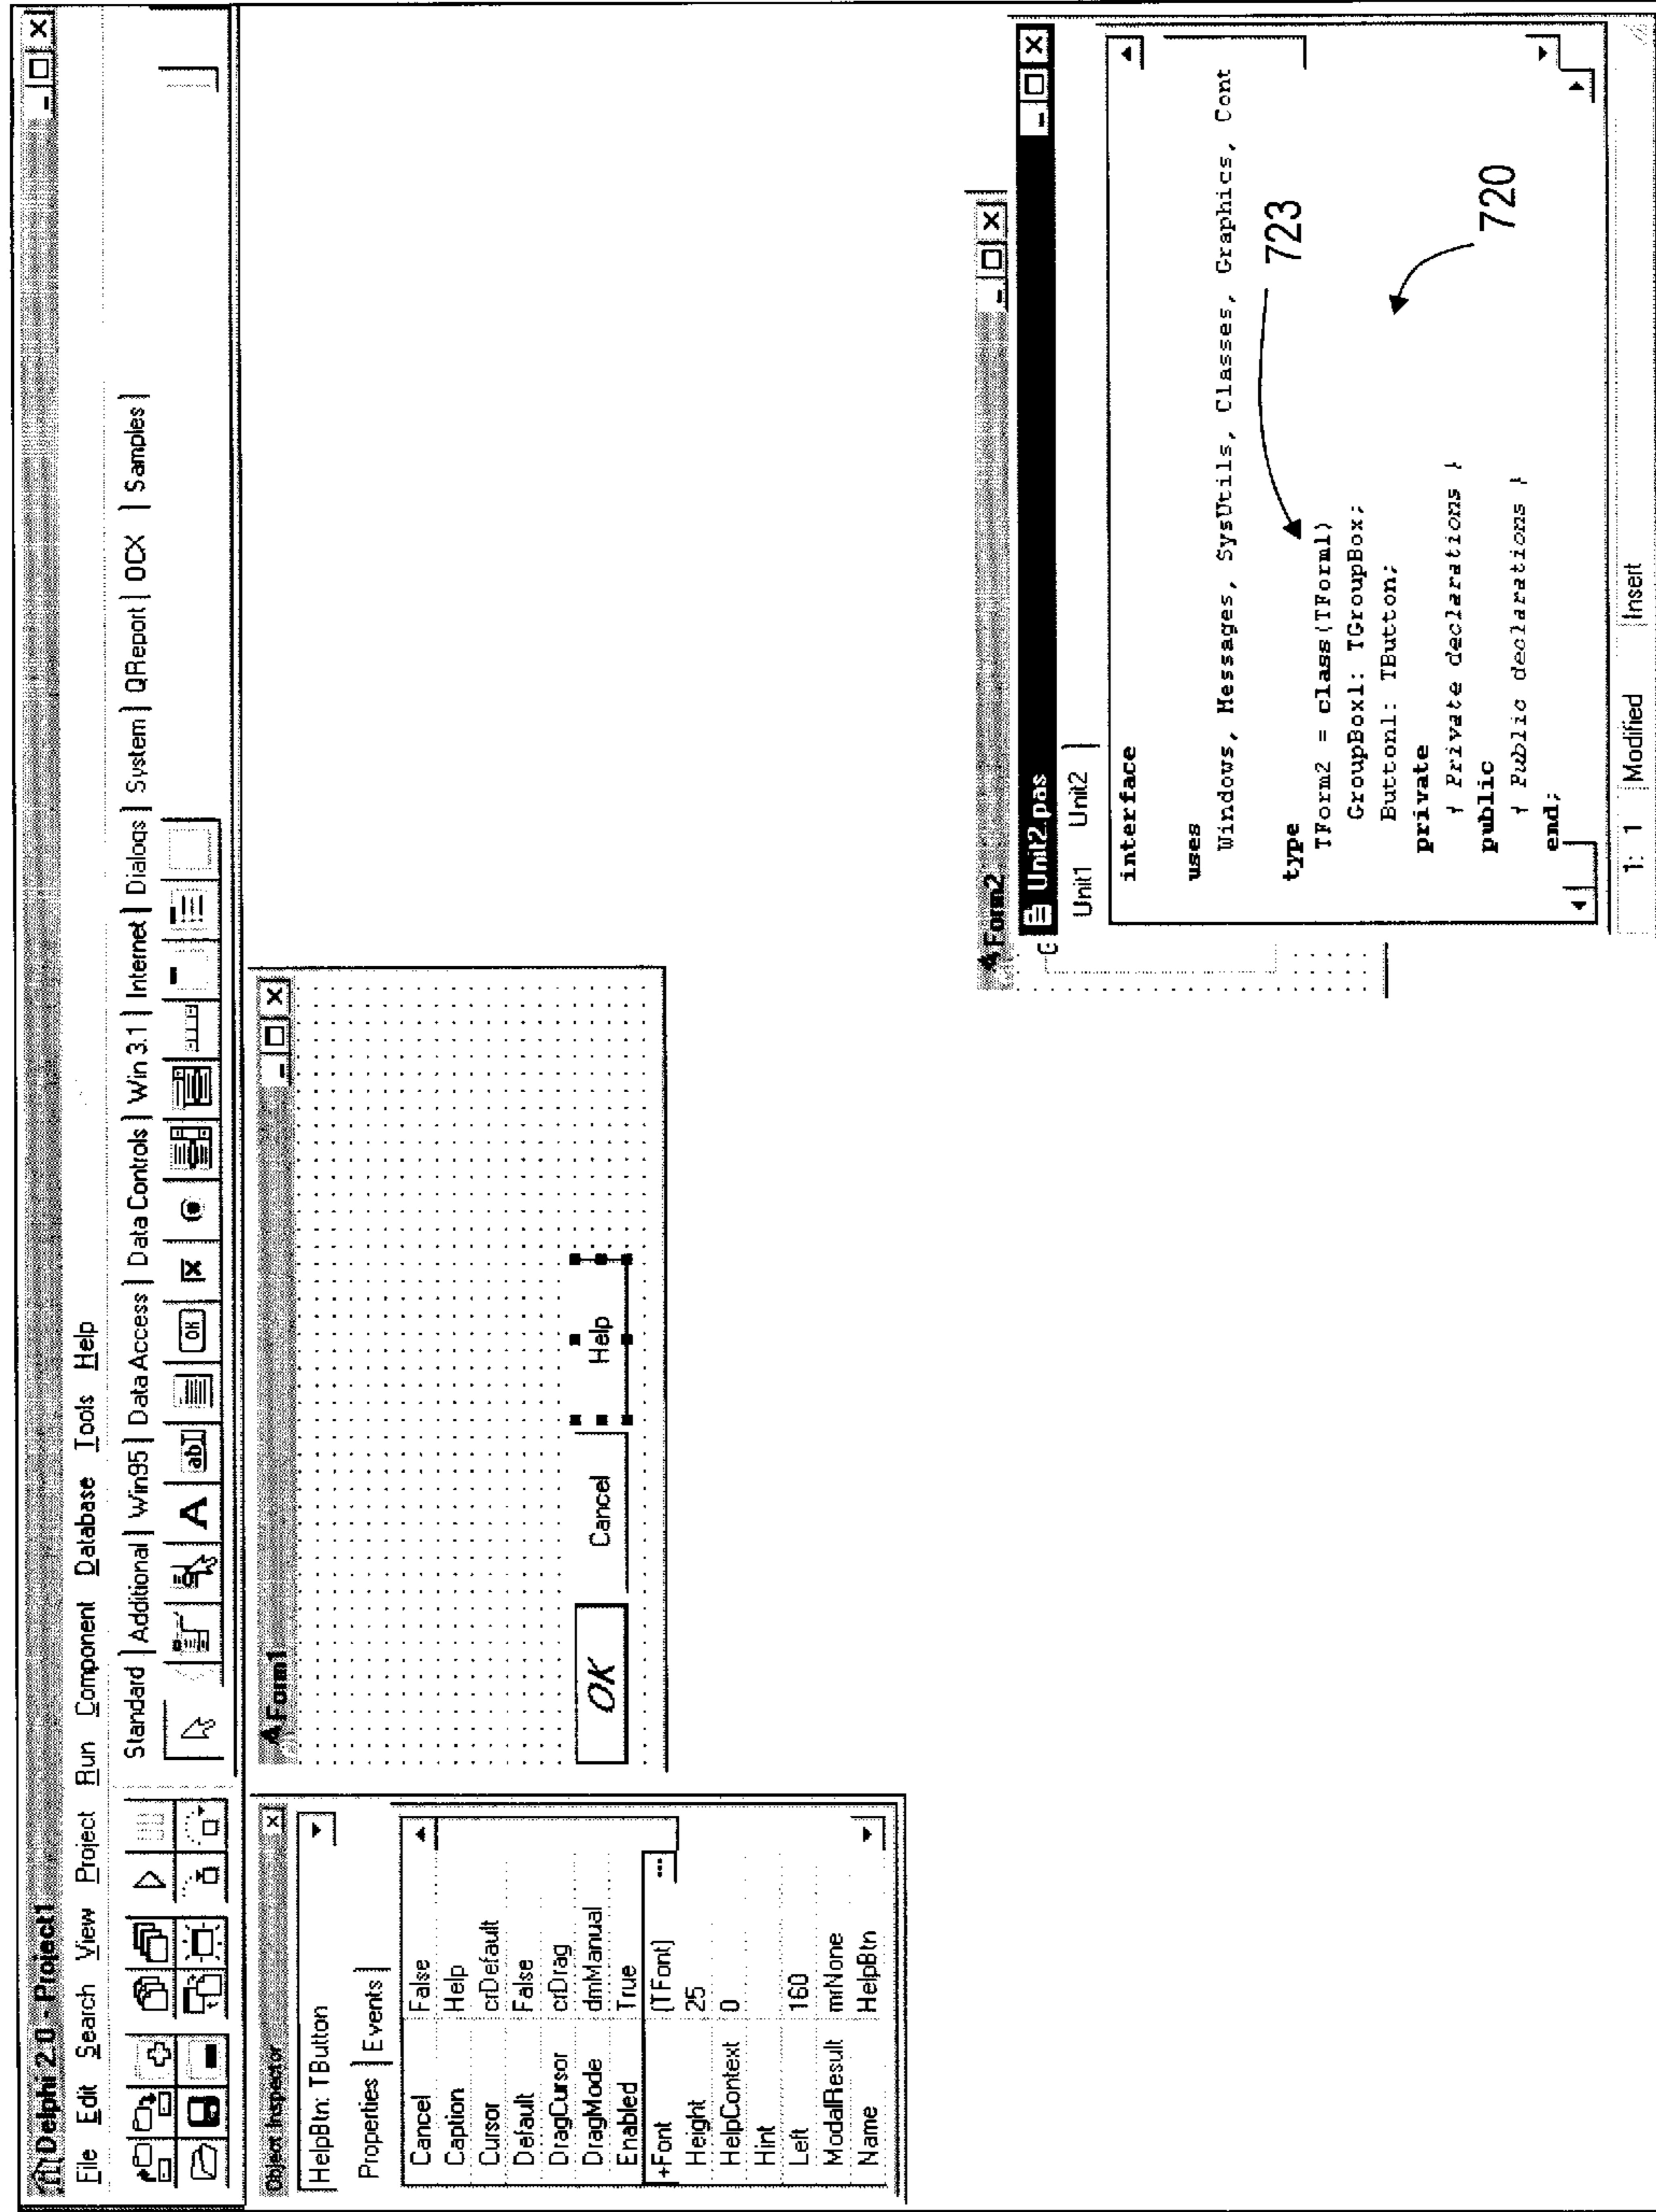 Delphi 2.0 - Project1
File Edit Search View Project Run Component Database Tools Help
Standard Additional Win95 Data Access Data Controls Win 3.1 Internet Dialogs System QReport OCX Samples
A ab OK
Object Inspector
HelpBtn: TButton
Properties Events
Cancel False
Caption Help
Cursor crDefault
Default False
DragCursor crDrag
DragMode dmManual
Enabled True
+Font (TFont) ...
Height 25
HelpContext 0
Hint
Left 160
ModalResult mrNone
Name HelpBtn
Form1
OK Cancel Help
Form2
G
Unit2.pas
Unit1 Unit2
interface
uses
Windows, Messages, SysUtils, Classes, Graphics, Cont
type
TForm2 = class(TForm1)
GroupBox1: TGroupBox;
Button1: TButton;
private
{ Private declarations }
public
{ Public declarations }
end;
723
720
1: 1 Modified Insert